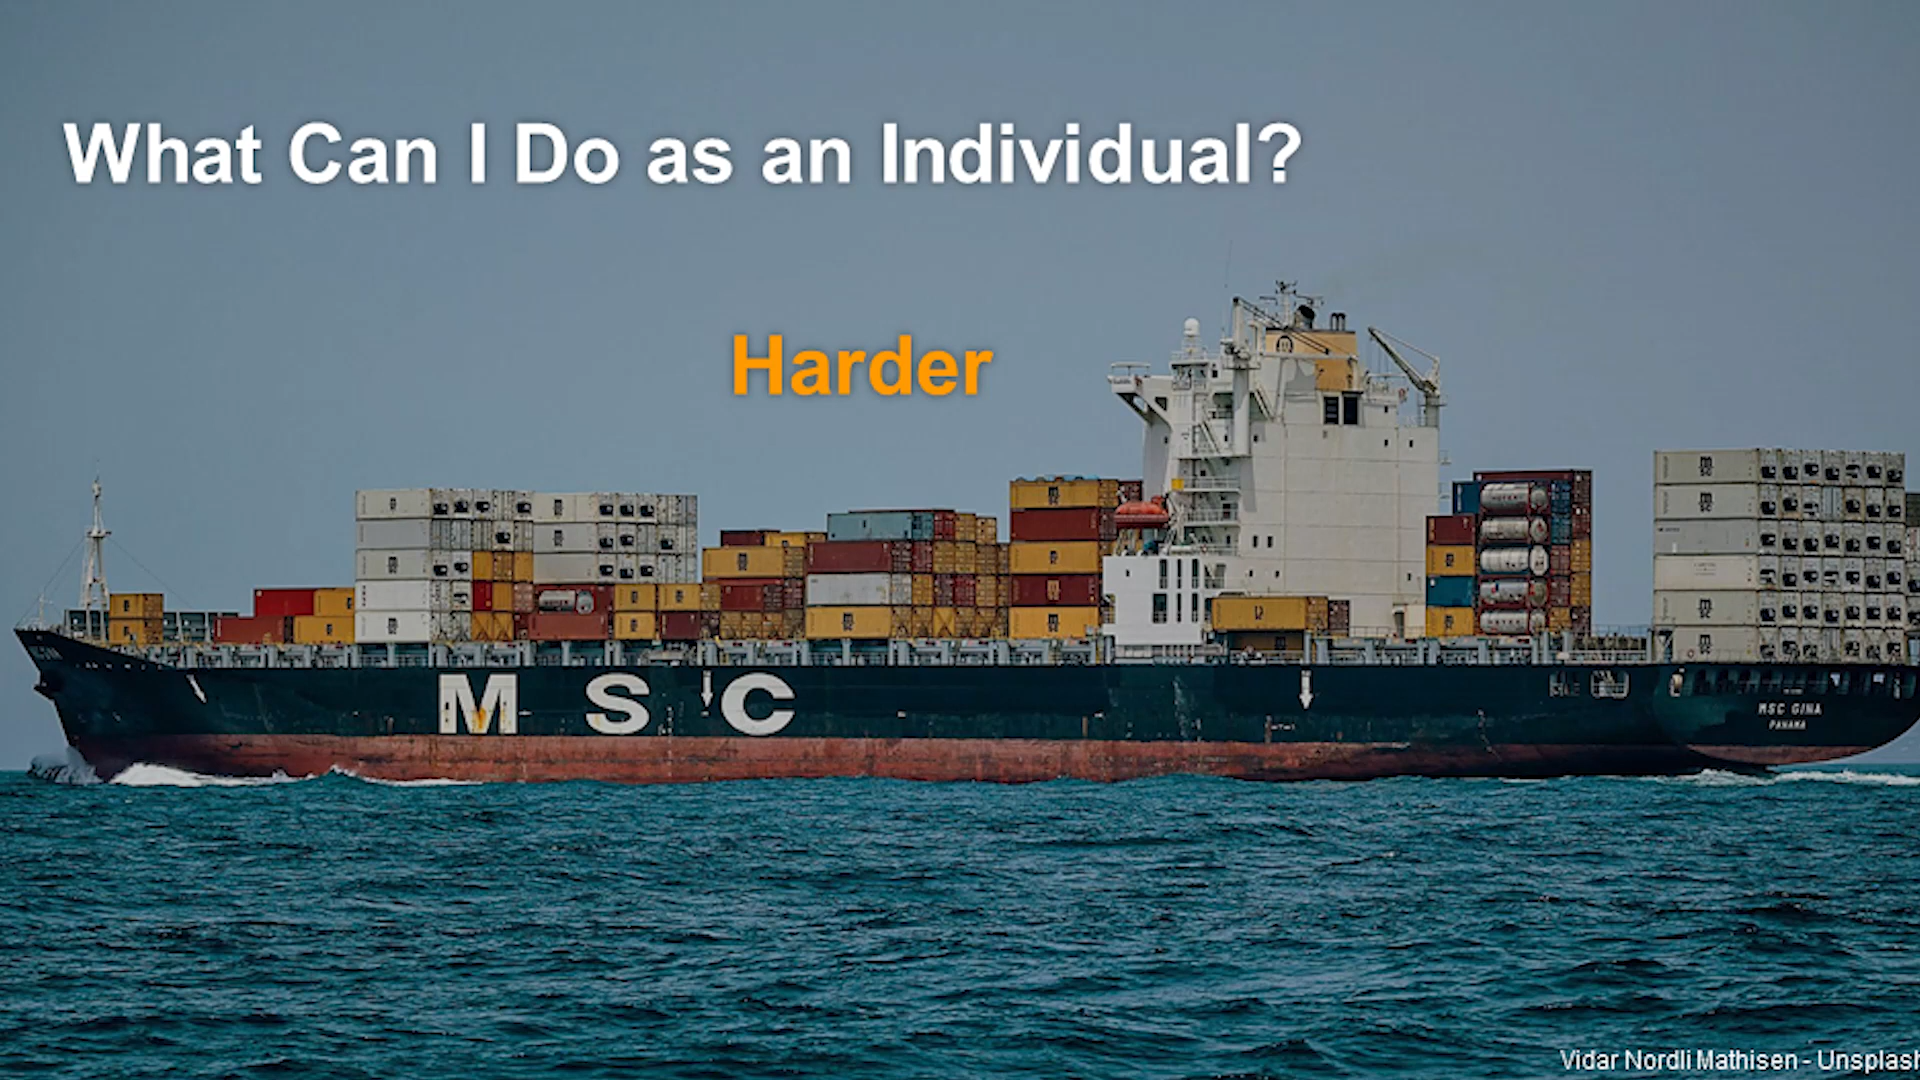 What Can I Do as an Individual?
Harder
M S C
MSC GINA
PANAMA
Vidar Nordli Mathisen - Unsplash